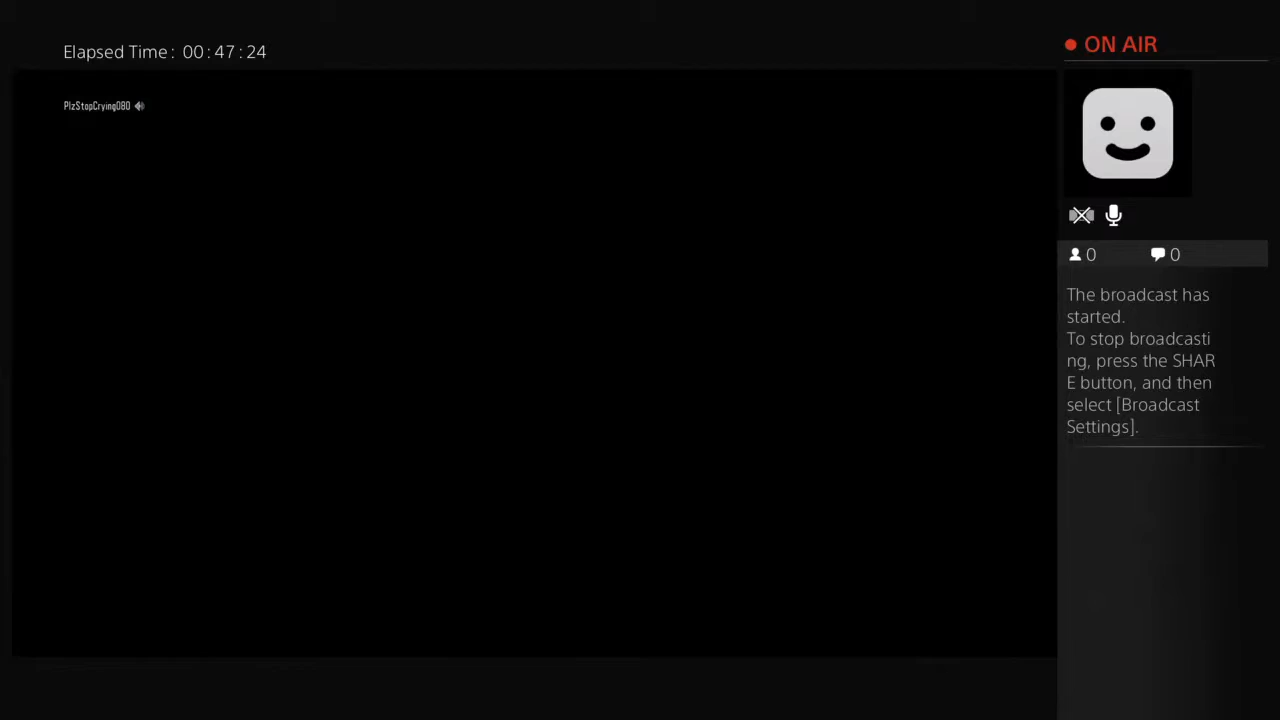 Elapsed Time: 00:47:24
ON AIR
PlzStopCrying080
0 0
The broadcast has
started.
To stop broadcasti
ng, press the SHAR
E button, and then
select [Broadcast
Settings].